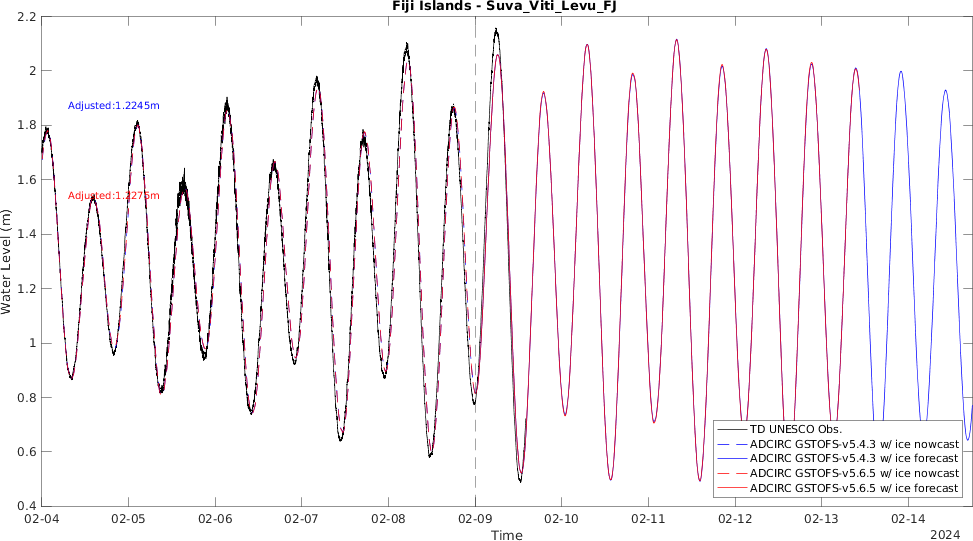 Fiji Islands - Suva_Viti_Levu_FJ
2.2
2
1.8
1.6
1.4
1.2
1
0.8
0.6
0.4
Water Level (m)
Adjusted:1.2245m
Adjusted:1.2276m
TD UNESCO Obs.
ADCIRC GSTOFS-v5.4.3 w/ ice nowcast
ADCIRC GSTOFS-v5.4.3 w/ ice forecast
ADCIRC GSTOFS-v5.6.5 w/ ice nowcast
ADCIRC GSTOFS-v5.6.5 w/ ice forecast
02-04 02-05 02-06 02-07 02-08 02-09 02-10 02-11 02-12 02-13 02-14
Time
2024